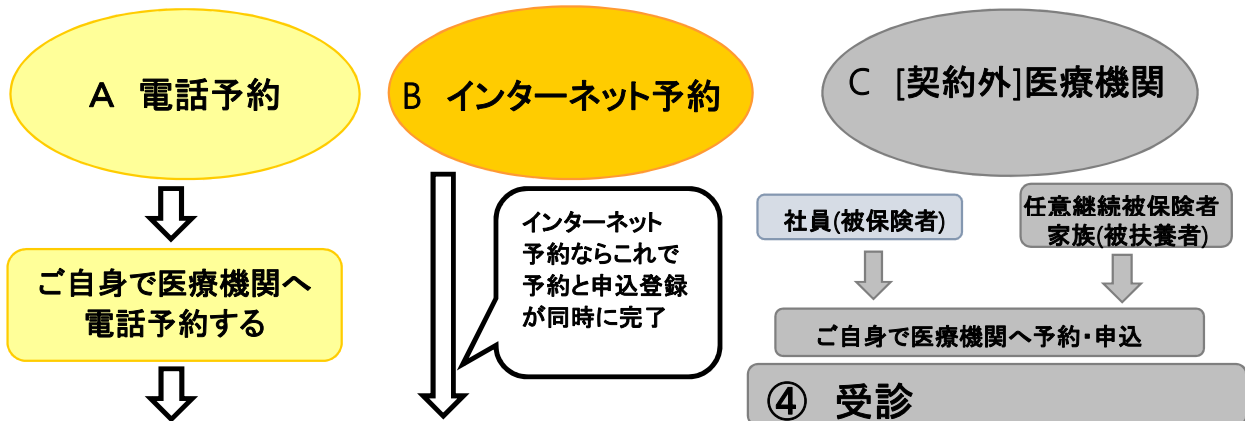 A 電話予約
B インターネット予約
C [契約外]医療機関
ご自身で医療機関へ
電話予約する
インターネット
予約ならこれで
予約と申込登録
が同時に完了
社員(被保険者)
任意継続被保険者
家族(被扶養者)
ご自身で医療機関へ予約・申込
④ 受診